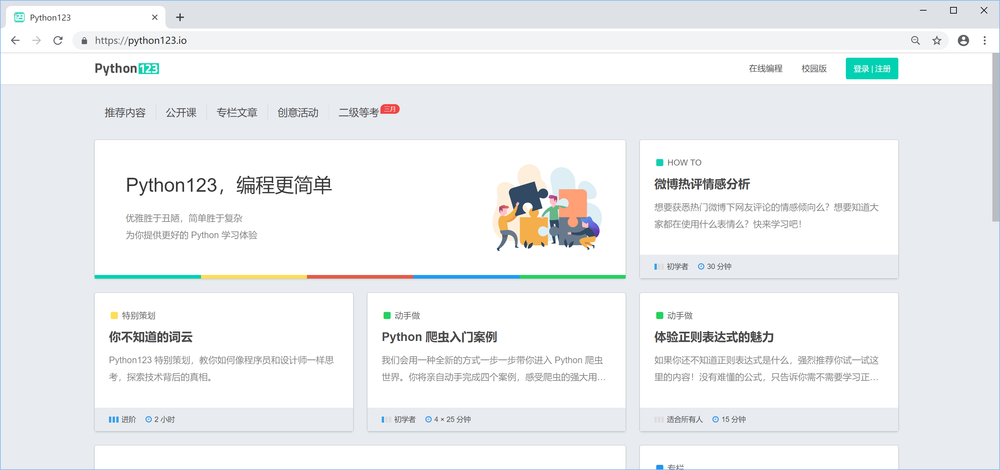 Python123
https://python123.io
Python123
在线编程
校园版
登录 | 注册
推荐内容
公开课
专栏文章
创意活动
二级等考
三月
Python123，编程更简单
优雅胜于丑陋，简单胜于复杂
为你提供更好的 Python 学习体验
HOW TO
微博热评情感分析
想要获悉热门微博下网友评论的情感倾向么？想要知道大
家都在使用什么表情么？快来学习吧！
初学者
30 分钟
特别策划
你不知道的词云
Python123 特别策划，教你如何像程序员和设计师一样思
考，探索技术背后的真相。
进阶
2 小时
动手做
Python 爬虫入门案例
我们会用一种全新的方式一步一步带你进入 Python 爬虫
世界。你将亲自动手完成四个案例，感受爬虫的强大用…
初学者
4 × 25 分钟
动手做
体验正则表达式的魅力
如果你还不知道正则表达式是什么，强烈推荐你试一试这
里的内容！没有难懂的公式，只告诉你需不需要学习正…
适合所有人
15 分钟
专栏